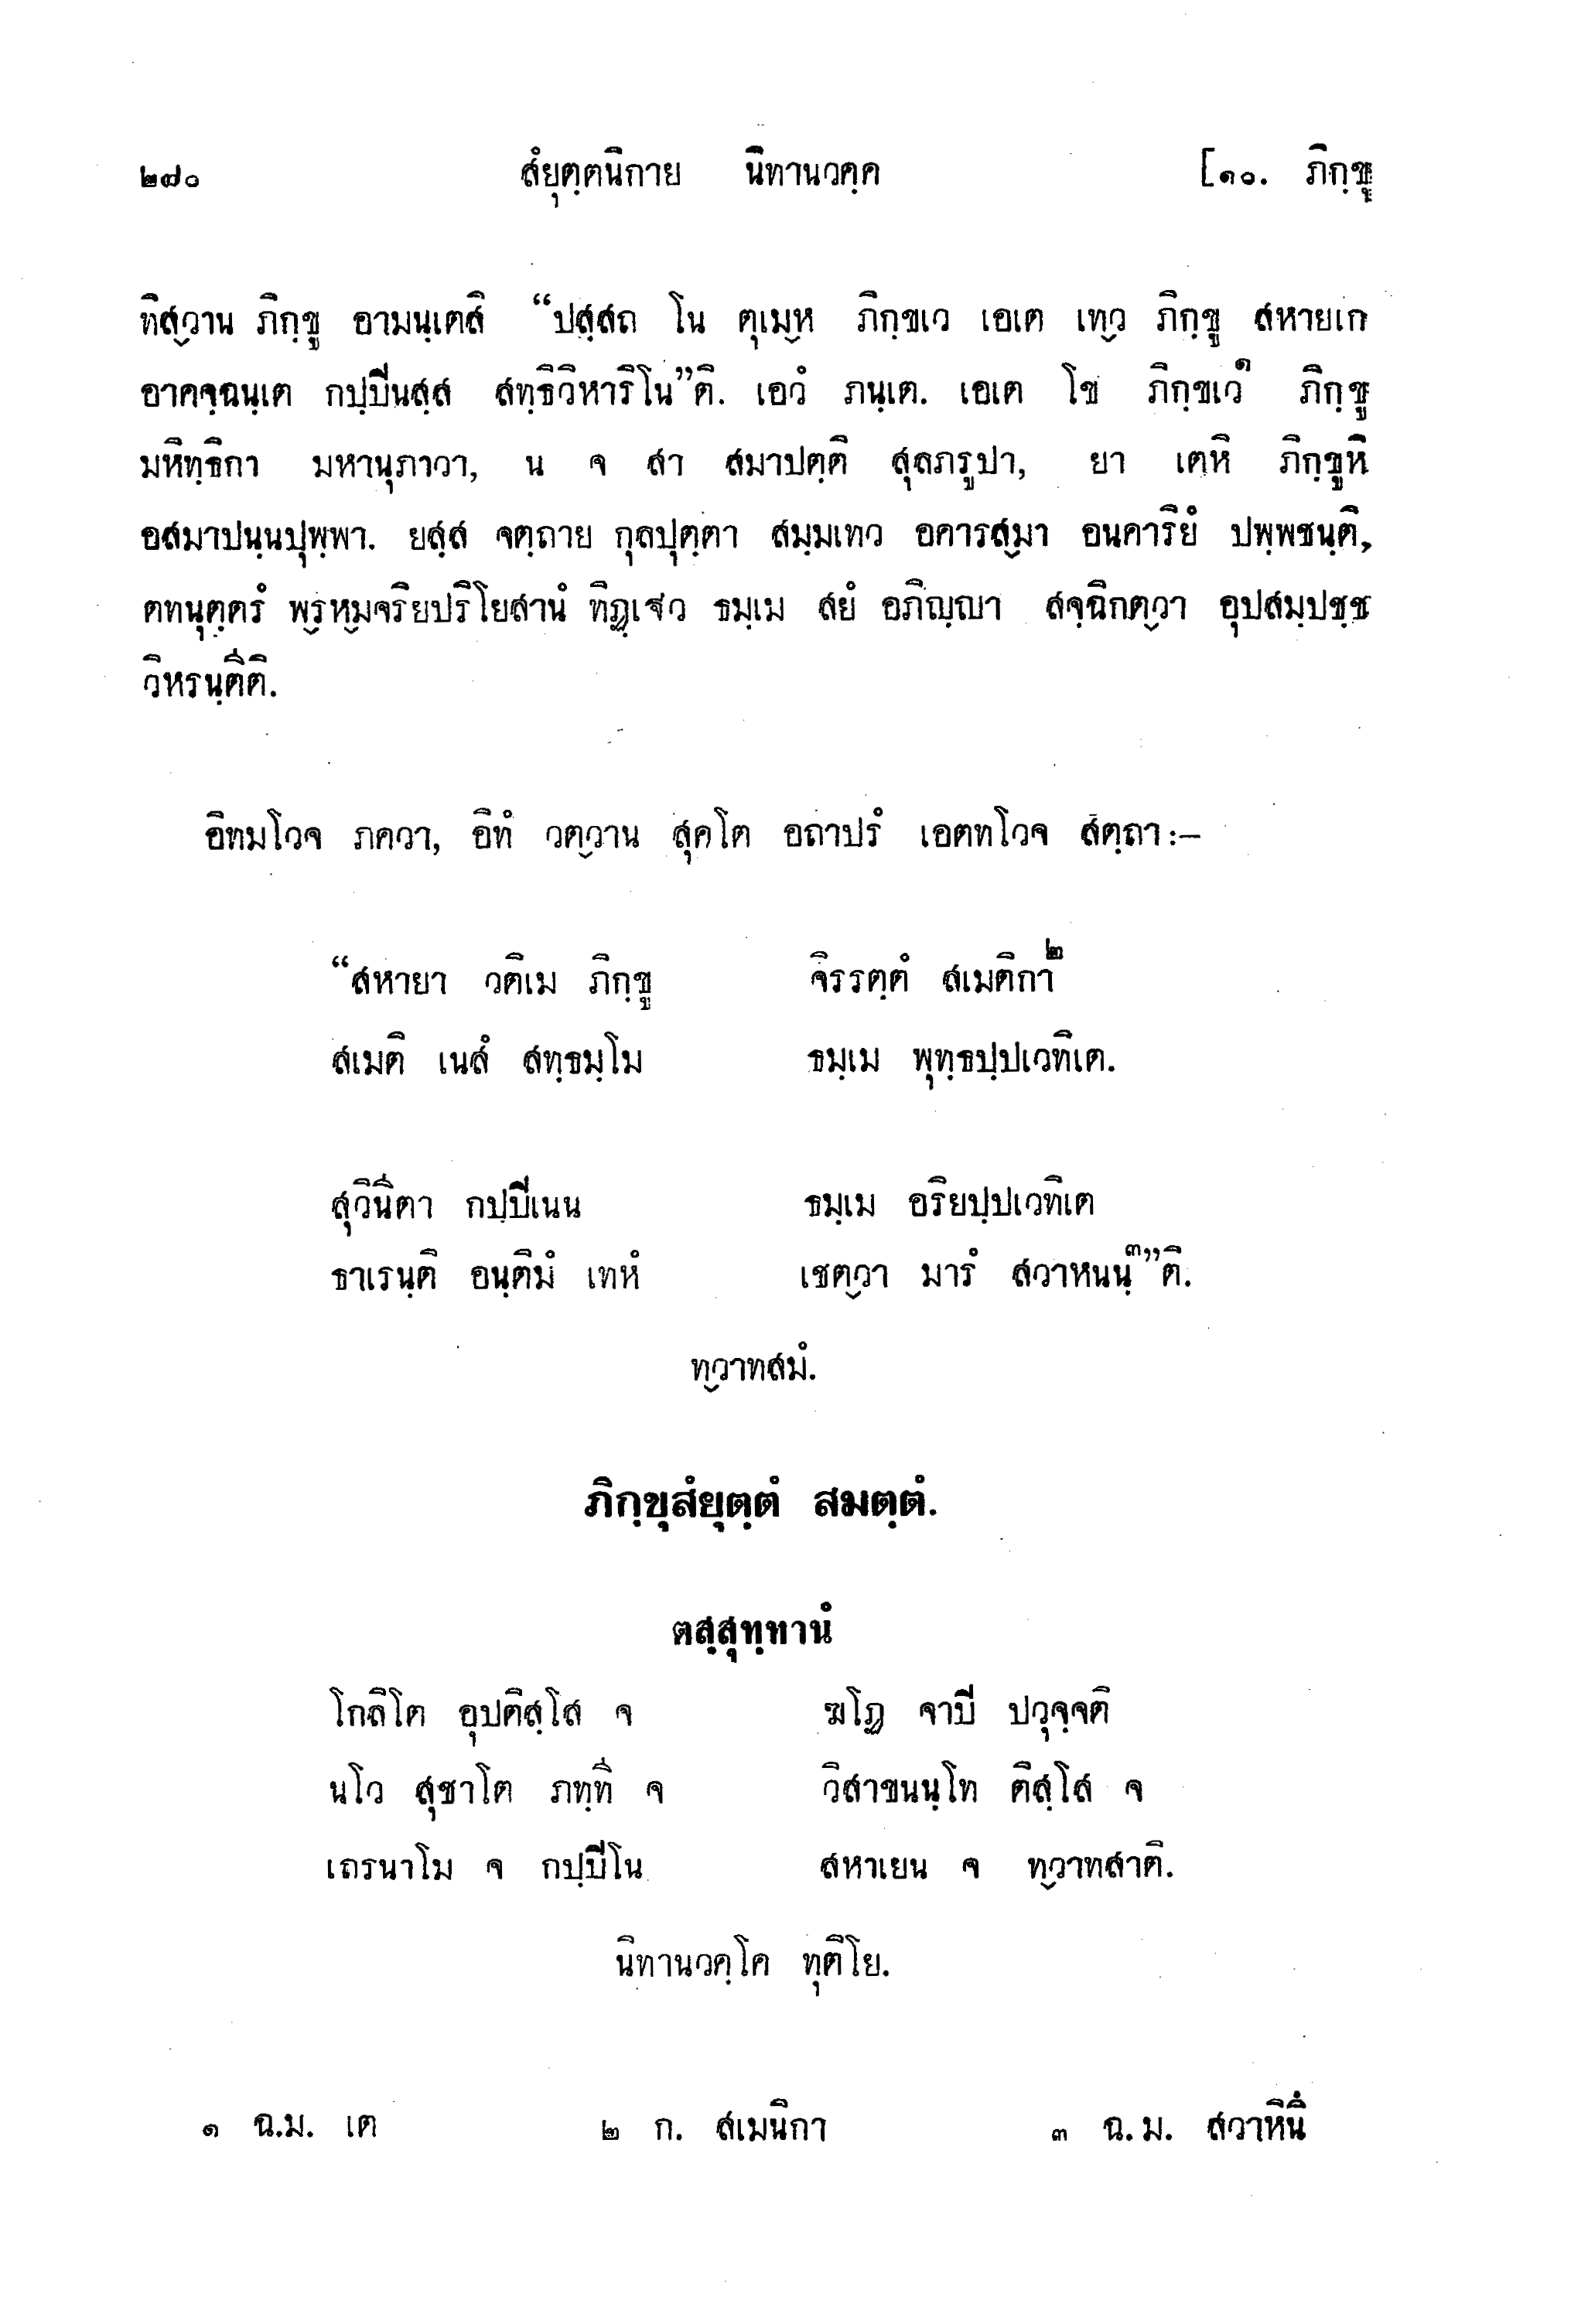 ๒๘๐ สํยุตฺตนิกาย นิทานวคฺค [๑๐. ภิกฺขุ
ทิสฺวาน ภิกฺขู อามนฺเตสิ “ปสฺสถ โน ตุเมฺห ภิกฺขเว เอเต เทฺว ภิกฺขู สหายเก
อาคจฺฉนฺเต กปฺปินสฺส สทฺธิวิหาริโน”ติ. เอวํ ภนฺเต. เอเต โข ภิกฺขเว๑ ภิกฺขู
มหิทฺธิกา มหานุภาวา, น จ สา สมาปตฺติ สุลภรูปา, ยา เตหิ ภิกฺขูหิ
อสมาปนฺนปุพฺพา. ยสฺส จตฺถาย กุลปุตฺตา สมฺมเทว อคารสฺมา อนคาริยํ ปพฺพชนฺติ,
ตทนุตฺตรํ พฺรหฺมจริยปริโยสานํ ทิฏฺเฐว ธมฺเม สยํ อภิญฺญา สจฺฉิกตฺวา อุปสมฺปชฺช
วิหรนฺตีติ.
อิทมโวจ ภควา, อิทํ วตฺวาน สุคโต อถาปรํ เอตทโวจ สตฺถา:–
“สหายา วติเม ภิกฺขู จิรรตฺตํ สเมติกา๒
สเมติ เนสํ สทฺธมฺโม ธมฺเม พุทฺธปฺปเวทิเต.
สุวินีตา กปฺปิเนน ธมฺเม อริยปฺปเวทิเต
ธาเรนฺติ อนฺติมํ เทหํ เชตฺวา มารํ สวาหนนฺ๓”ติ.
ทฺวาทสมํ.
ภิกฺขุสํยุตฺตํ สมตฺตํ.
ตสฺสุทฺทานํ
โกลิโต อุปติสฺโส จ ฆโฏ จาปิ ปวุจฺจติ
นโว สุชาโต ภทฺทิ จ วิสาขนนฺโท ติสฺโส จ
เถรนาโม จ กปฺปิโน สหาเยน จ ทฺวาทสาติ.
นิทานวคฺโค ทุติโย.
๑ ฉ.ม. เต ๒ ก. สเมนิกา ๓ ฉ.ม. สวาหินึ